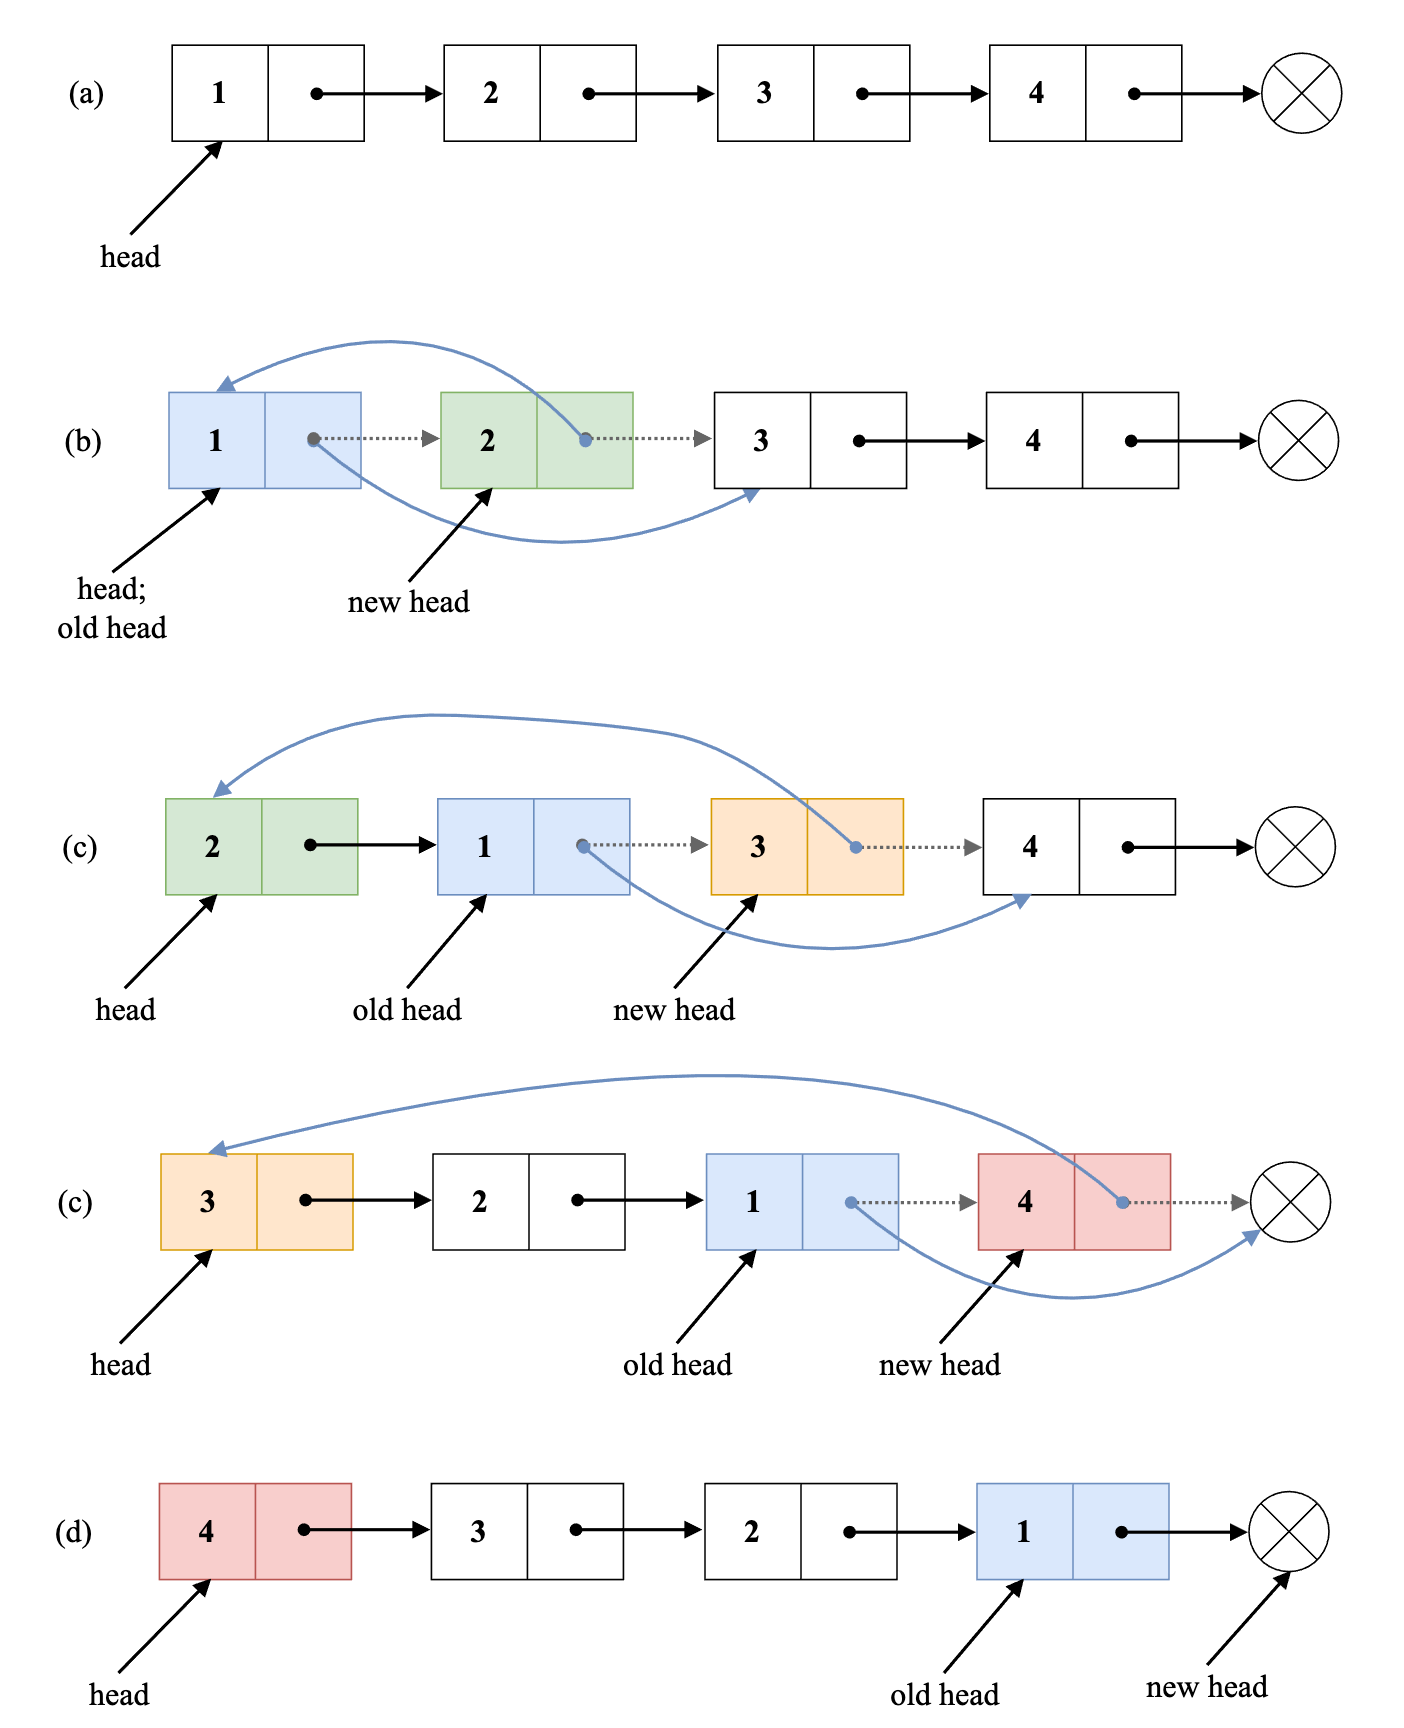 (a) 1 2 3 4
head
(b) 1 2 3 4
head;
old head
new head
(c) 2 1 3 4
head old head new head
(c) 3 2 1 4
head old head new head
(d) 4 3 2 1
head old head new head